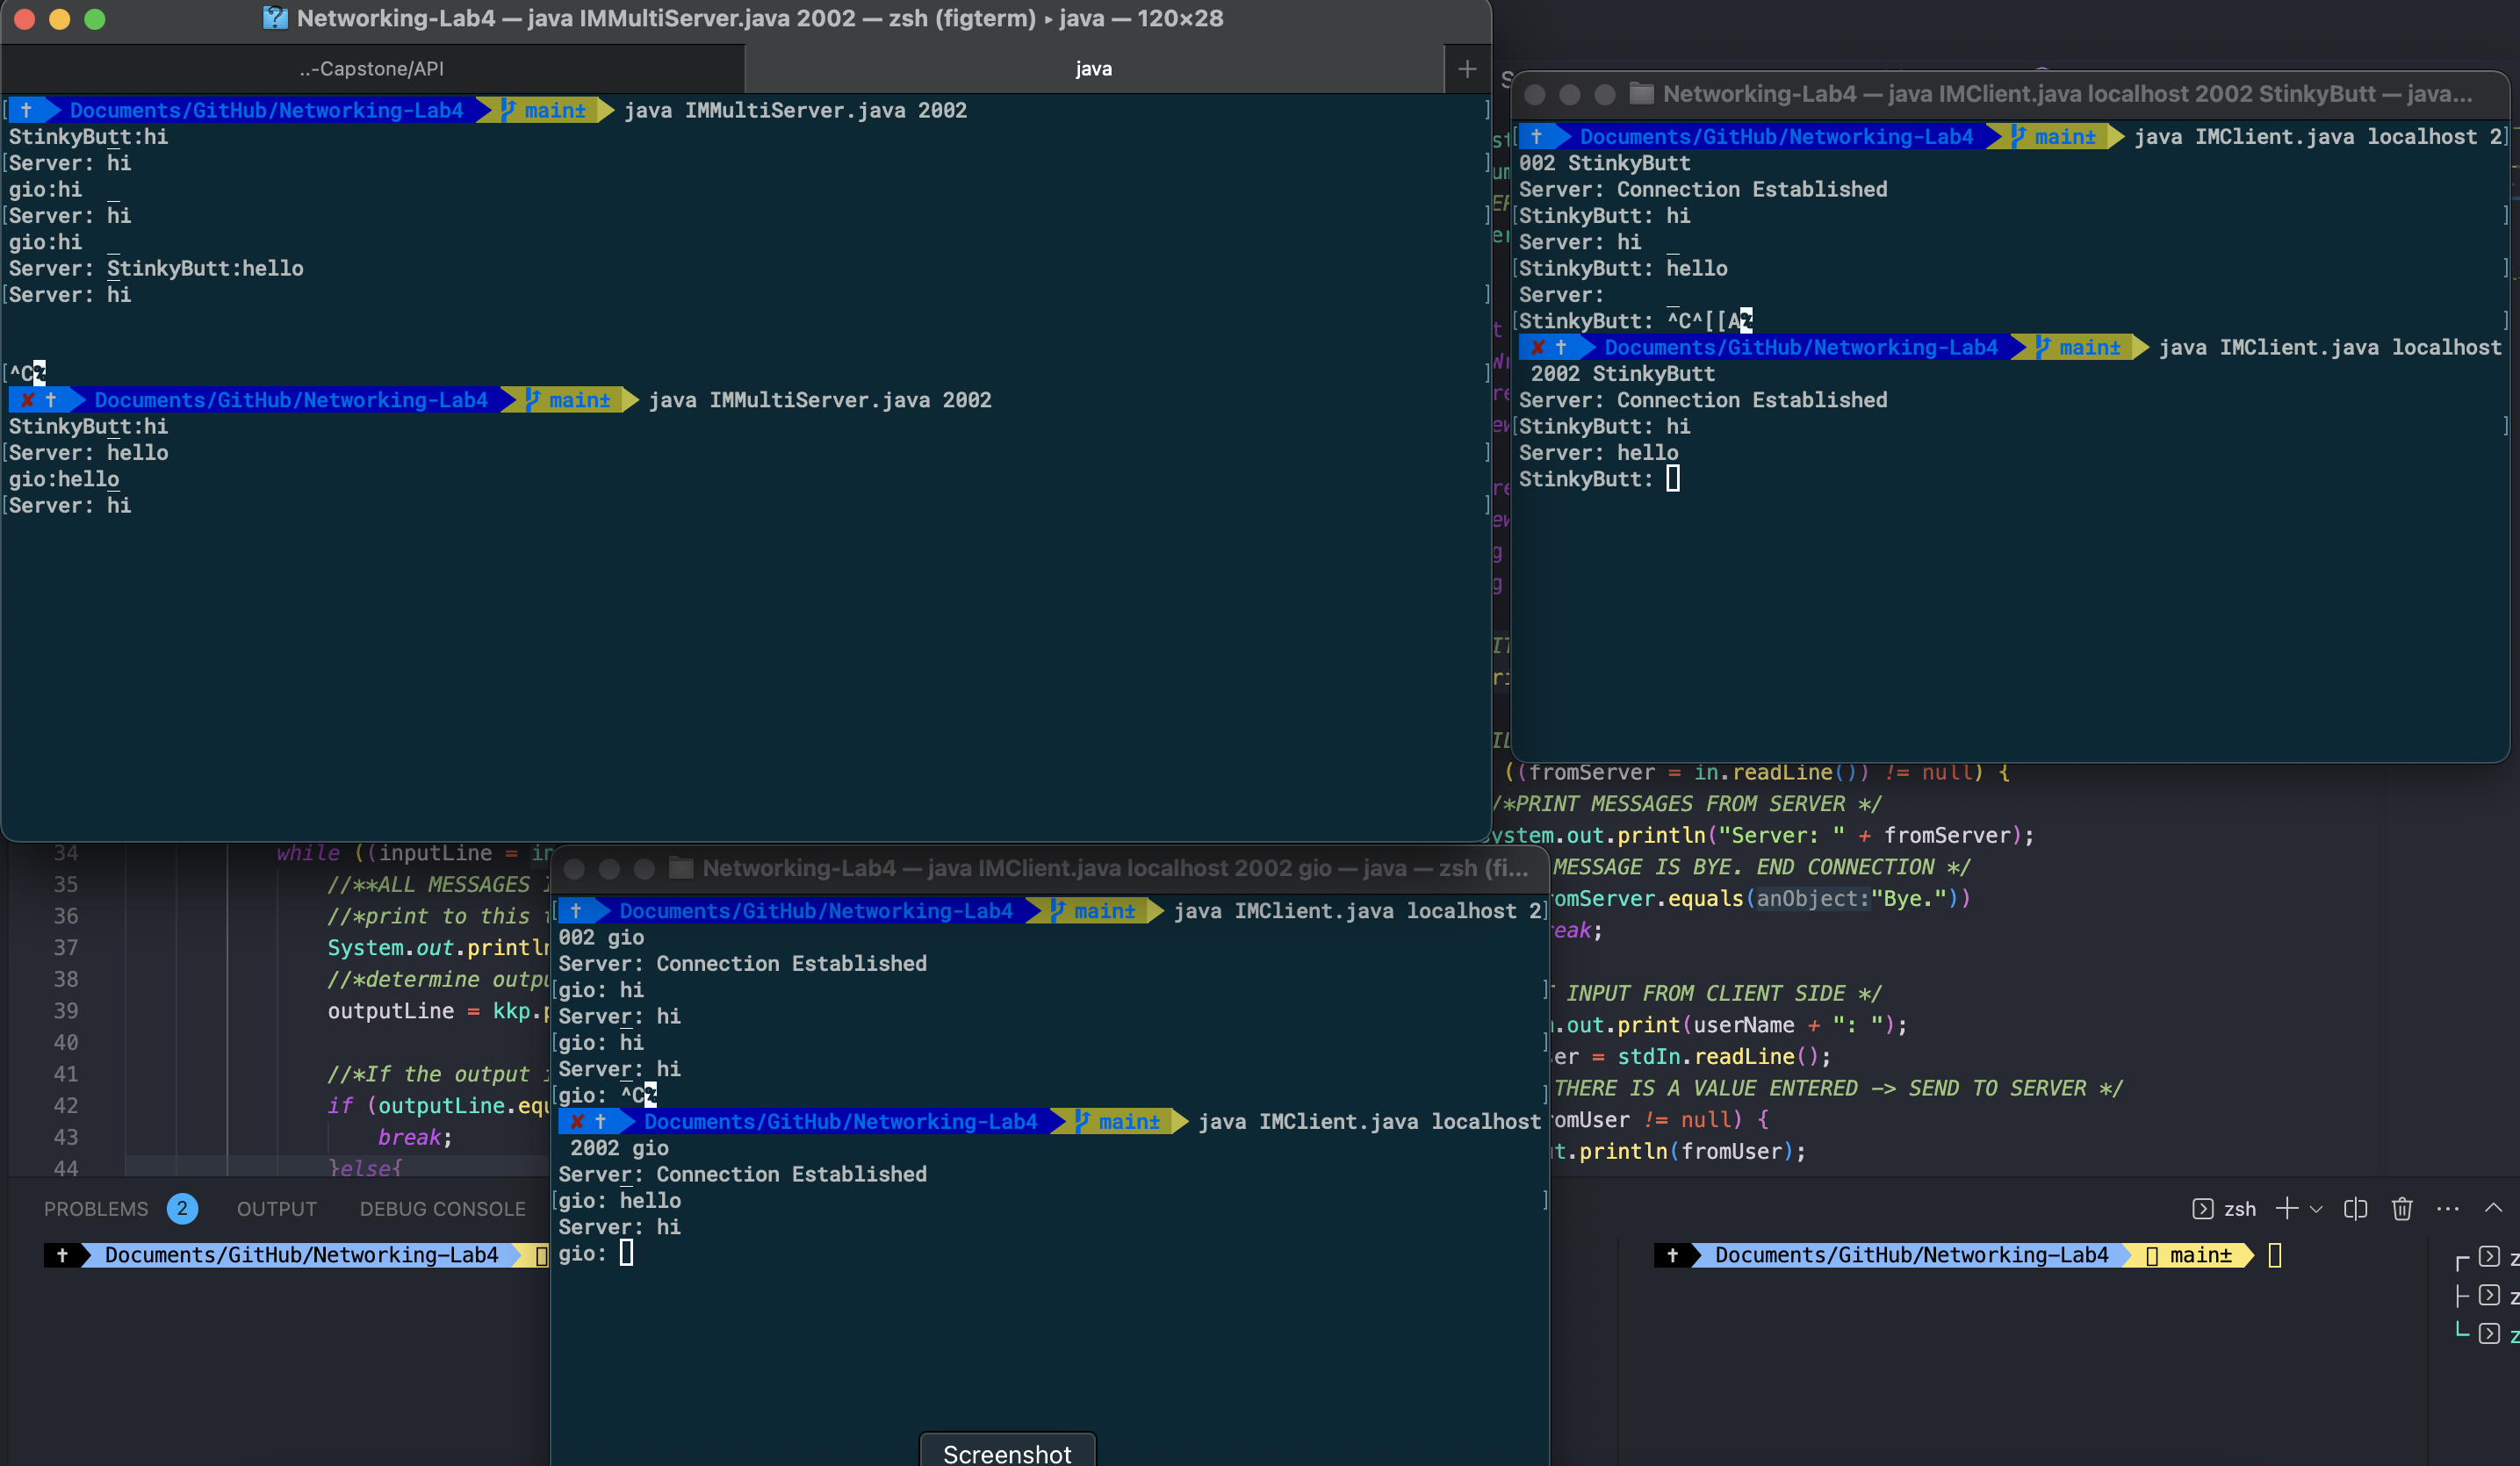 Networking-Lab4 — java IMMultiServer.java 2002 — zsh (figterm) ▸ java — 120×28
..-Capstone/API
java
Documents/GitHub/Networking-Lab4 main± java IMMultiServer.java 2002
StinkyButt:hi
Server: hi
gio:hi
Server: hi
gio:hi
Server: StinkyButt:hello
Server: hi
^C%
✘ † Documents/GitHub/Networking-Lab4 main± java IMMultiServer.java 2002
StinkyButt:hi
Server: hello
gio:hello
Server: hi
Networking-Lab4 — java IMClient.java localhost 2002 StinkyButt — java...
† Documents/GitHub/Networking-Lab4 main± java IMClient.java localhost 2
002 StinkyButt
Server: Connection Established
StinkyButt: hi
Server: hi
StinkyButt: hello
Server:
StinkyButt: ^C^[[A%
✘ † Documents/GitHub/Networking-Lab4 main± java IMClient.java localhost
2002 StinkyButt
Server: Connection Established
StinkyButt: hi
Server: hello
StinkyButt:
((fromServer = in.readLine()) != null) {
/*PRINT MESSAGES FROM SERVER */
ystem.out.println("Server: " + fromServer);
MESSAGE IS BYE. END CONNECTION */
omServer.equals(anObject:"Bye."))
eak;
INPUT FROM CLIENT SIDE */
.out.print(userName + ": ");
er = stdIn.readLine();
THERE IS A VALUE ENTERED -> SEND TO SERVER */
omUser != null) {
t.println(fromUser);
34 while ((inputLine = in
35 //**ALL MESSAGES
36 //*print to this
37 System.out.println
38 //*determine outpu
39 outputLine = kkp.p
40
41 //*If the output
42 if (outputLine.equ
43 break;
44 }else{
Networking-Lab4 — java IMClient.java localhost 2002 gio — java — zsh (fi...
† Documents/GitHub/Networking-Lab4 main± java IMClient.java localhost 2
002 gio
Server: Connection Established
gio: hi
Server: hi
gio: hi
Server: hi
gio: ^C%
✘ † Documents/GitHub/Networking-Lab4 main± java IMClient.java localhost
2002 gio
Server: Connection Established
gio: hello
Server: hi
gio:
PROBLEMS 2 OUTPUT DEBUG CONSOLE
zsh
† Documents/GitHub/Networking-Lab4
† Documents/GitHub/Networking-Lab4 main±
Screenshot